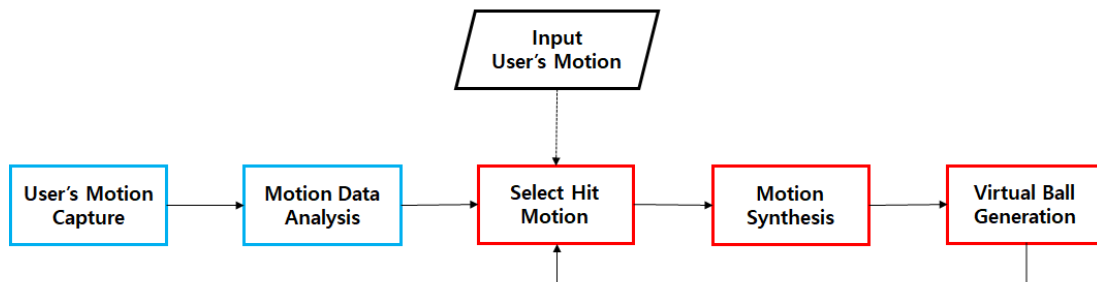 Input
User's Motion
User's Motion
Capture
Motion Data
Analysis
Select Hit
Motion
Motion
Synthesis
Virtual Ball
Generation